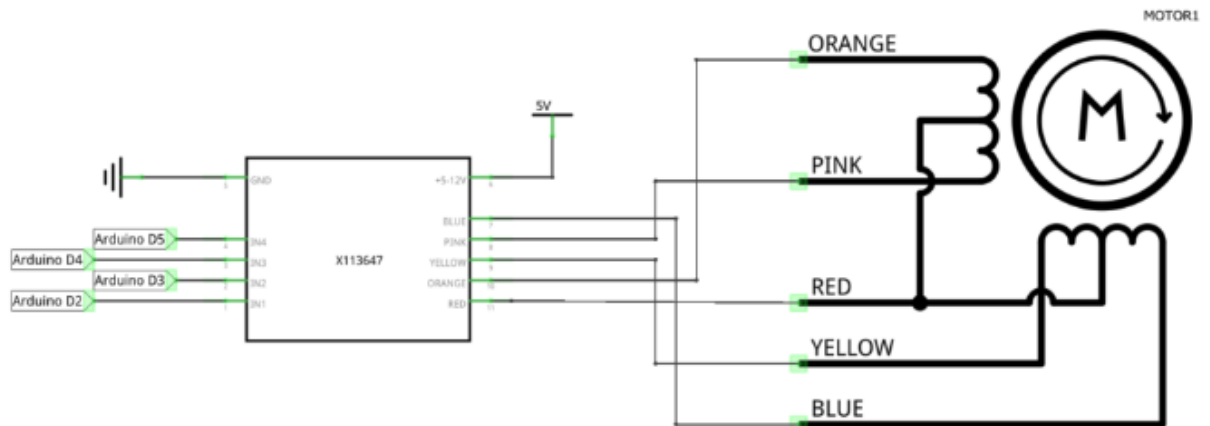 MOTOR1
ORANGE
5V
M
PINK
GND
+5-12V
BLUE
Arduino D5
IN4
PINK
Arduino D4
IN3
X113647
YELLOW
Arduino D3
IN2
ORANGE
RED
Arduino D2
IN1
RED
YELLOW
BLUE